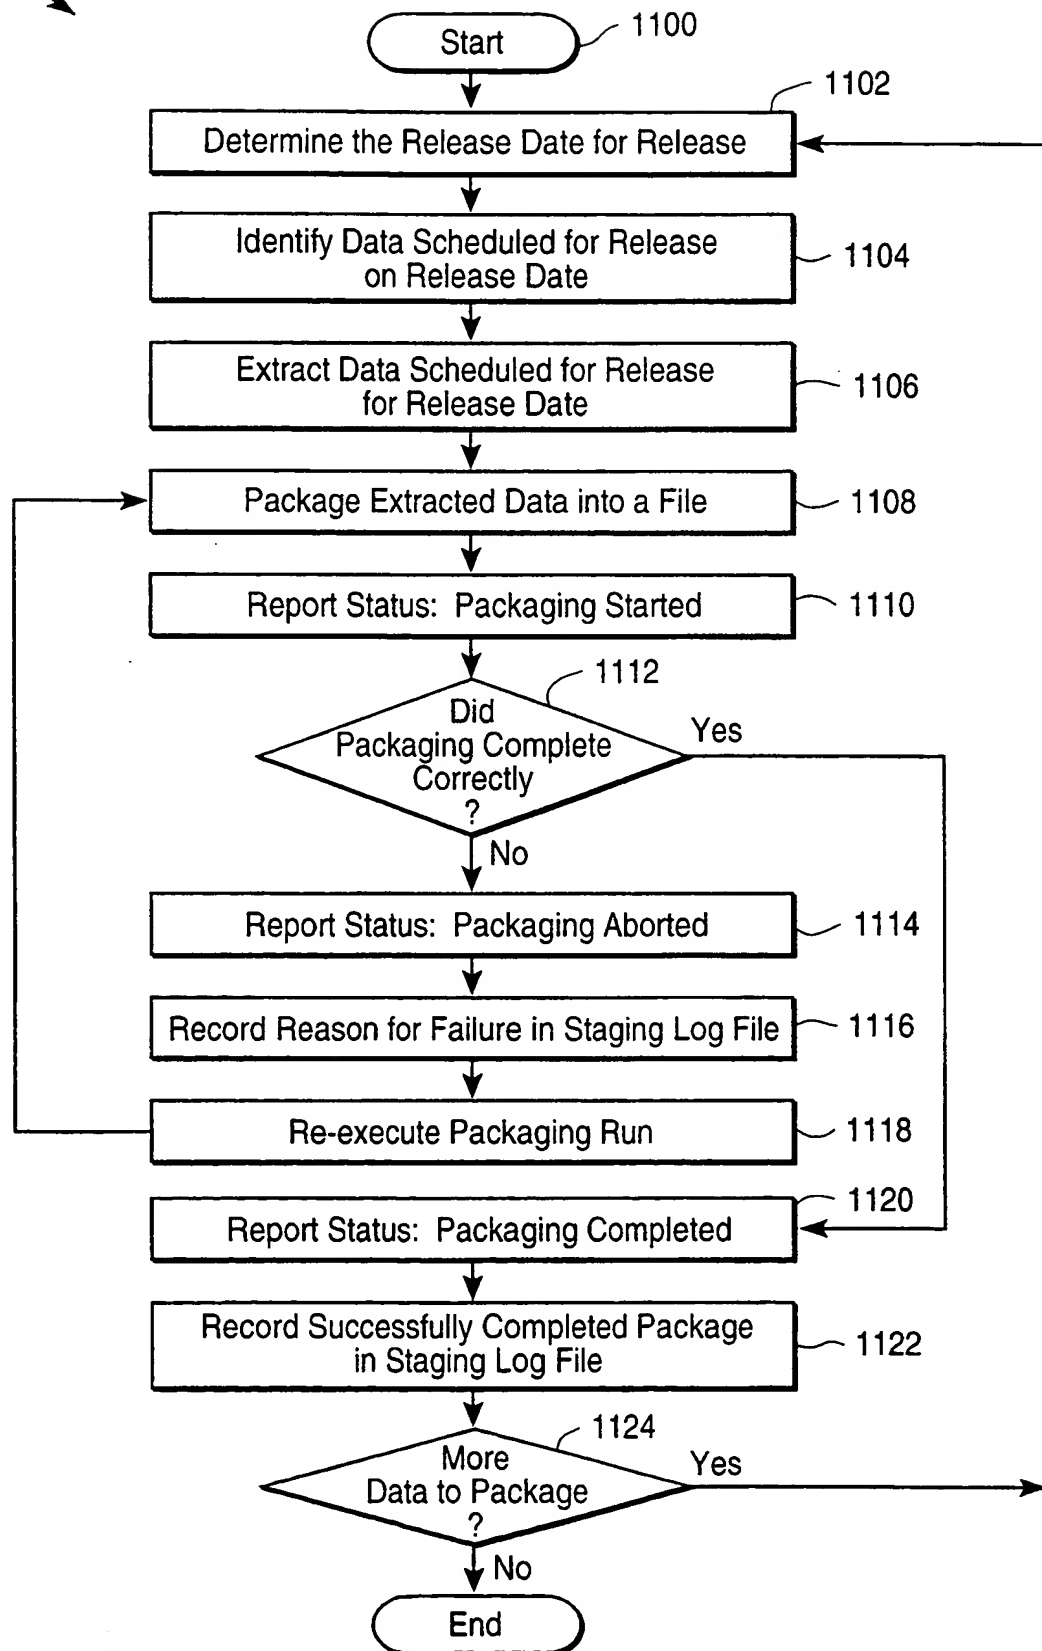 Start
1100
1102
Determine the Release Date for Release
Identify Data Scheduled for Release
on Release Date
1104
Extract Data Scheduled for Release
for Release Date
1106
Package Extracted Data into a File
1108
Report Status: Packaging Started
1110
1112
Did
Packaging Complete
Correctly
?
Yes
No
Report Status: Packaging Aborted
1114
Record Reason for Failure in Staging Log File
1116
Re-execute Packaging Run
1118
1120
Report Status: Packaging Completed
Record Successfully Completed Package
in Staging Log File
1122
1124
More
Data to Package
?
Yes
No
End